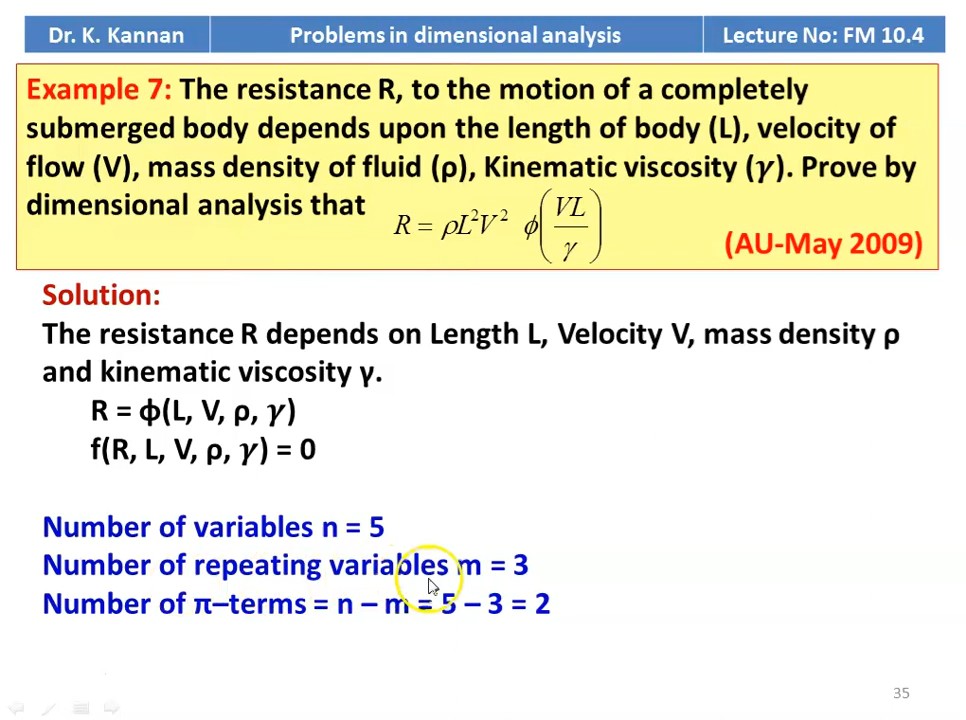 Dr. K. Kannan
Problems in dimensional analysis
Lecture No: FM 10.4
Example 7: The resistance R, to the motion of a completely
submerged body depends upon the length of body (L), velocity of
flow (V), mass density of fluid (ρ), Kinematic viscosity (γ). Prove by
dimensional analysis that R = ρL²V² ϕ(VL/γ)
(AU-May 2009)
Solution:
The resistance R depends on Length L, Velocity V, mass density ρ
and kinematic viscosity γ.
R = ϕ(L, V, ρ, γ)
f(R, L, V, ρ, γ) = 0
Number of variables n = 5
Number of repeating variables m = 3
Number of π–terms = n – m = 5 – 3 = 2
35